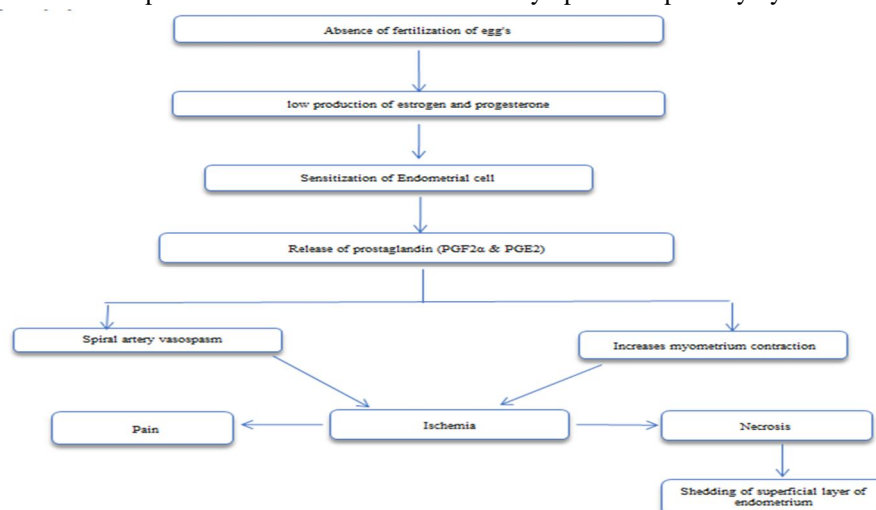 Absence of fertilization of egg's
low production of estrogen and progesterone
Sensitization of Endometrial cell
Release of prostaglandin (PGF2α & PGE2)
Spiral artery vasospasm
Increases myometrium contraction
Pain
Ischemia
Necrosis
Shedding of superficial layer of
endometrium